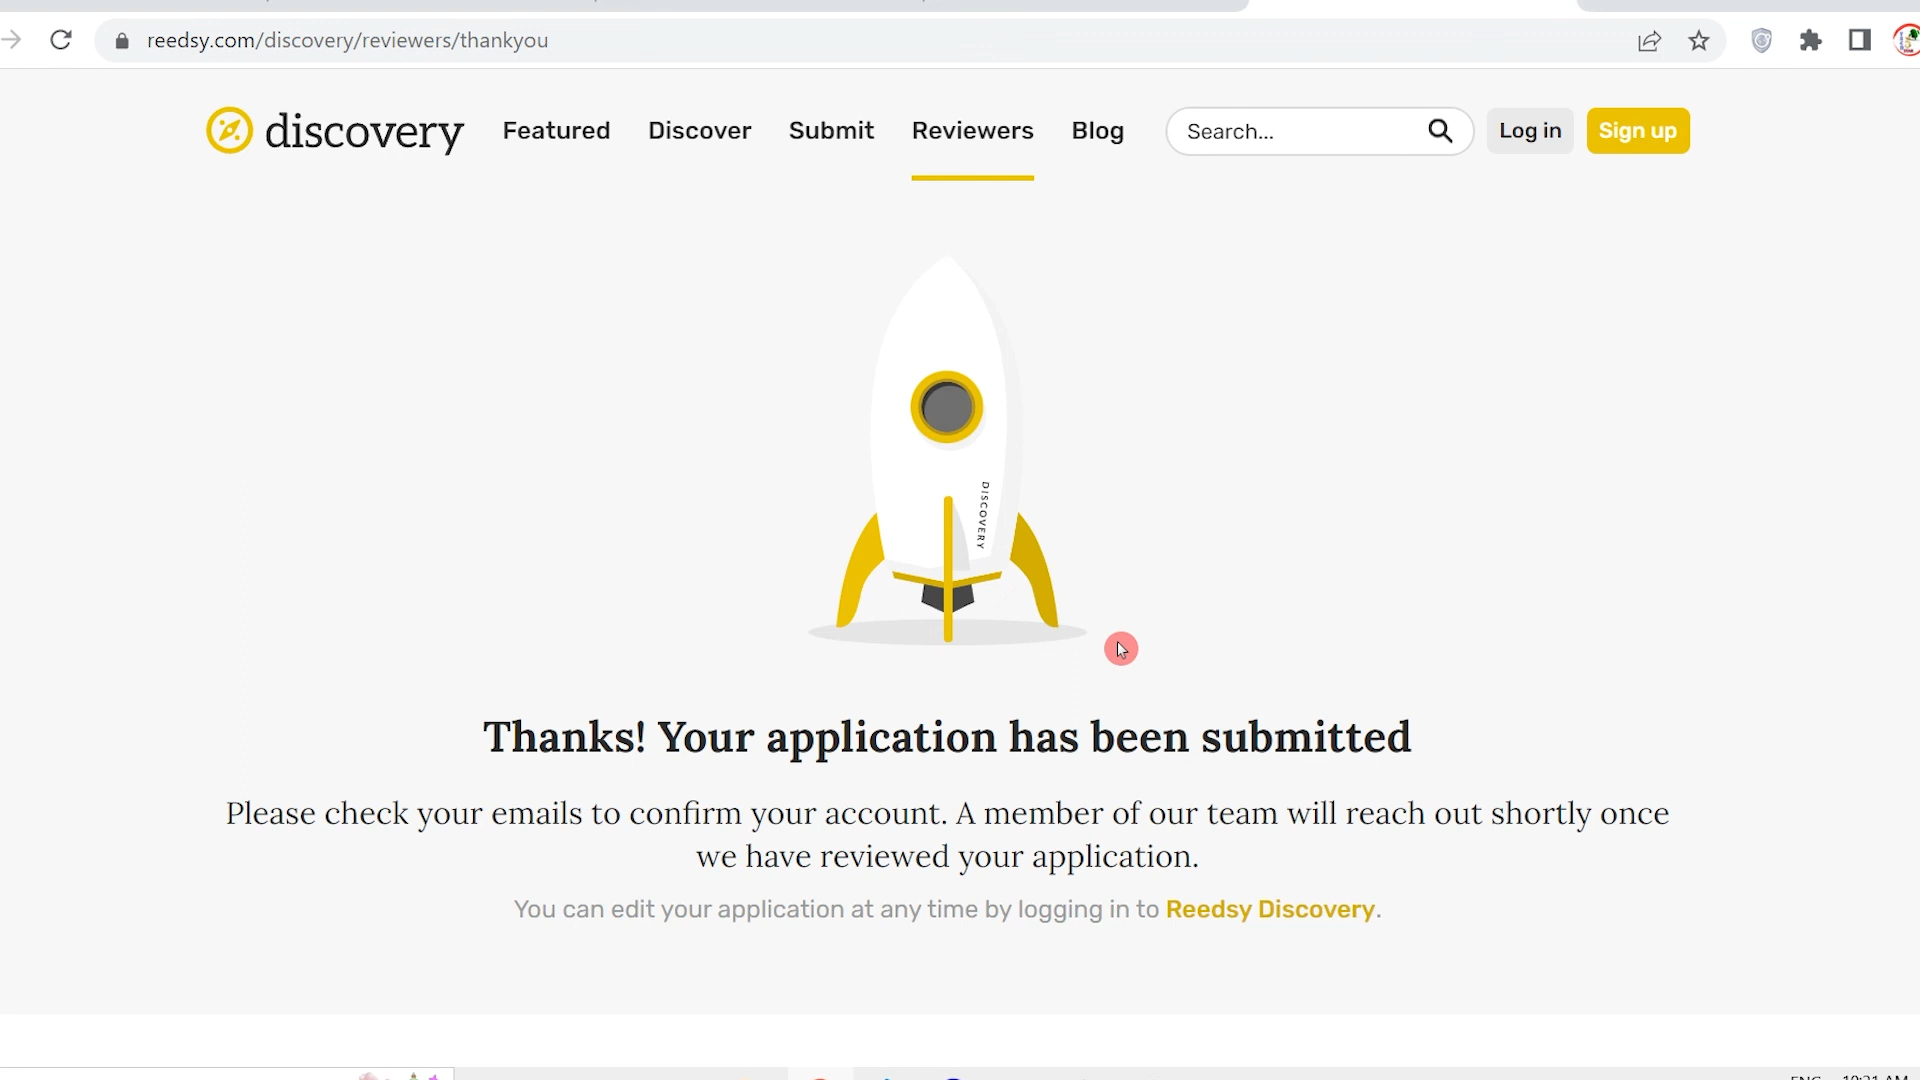 reedsy.com/discovery/reviewers/thankyou
discovery Featured Discover Submit Reviewers Blog Search... Log in Sign up
DISCOVERY
Thanks! Your application has been submitted
Please check your emails to confirm your account. A member of our team will reach out shortly once
we have reviewed your application.
You can edit your application at any time by logging in to Reedsy Discovery.